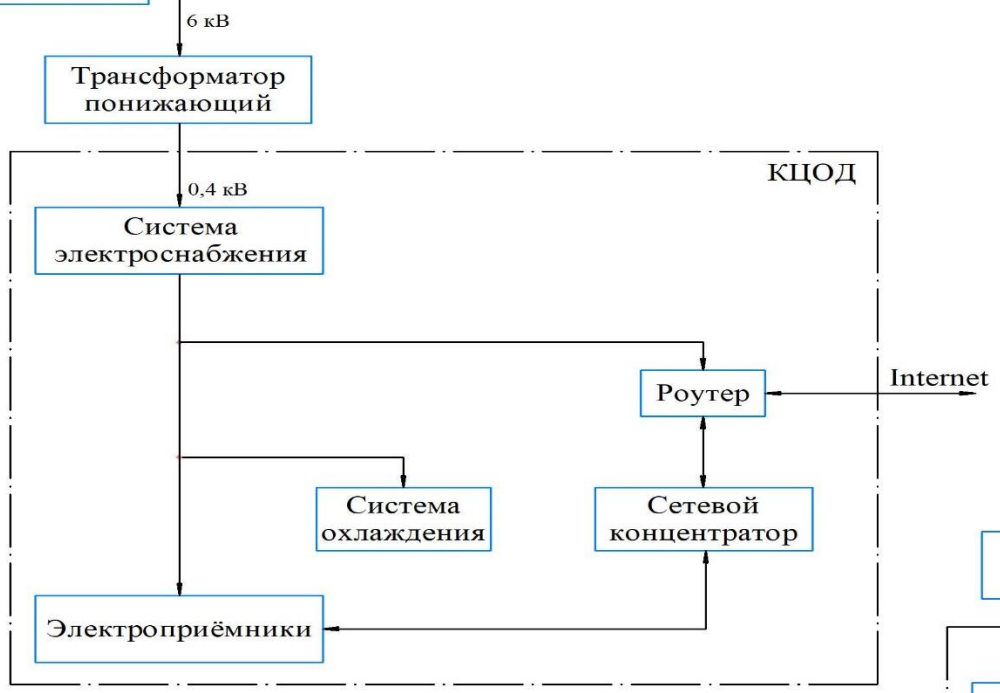 6 кВ
Трансформатор
понижающий
КЦОД
0,4 кВ
Система
электроснабжения
Internet
Роутер
Система
охлаждения
Сетевой
концентратор
Электроприёмники